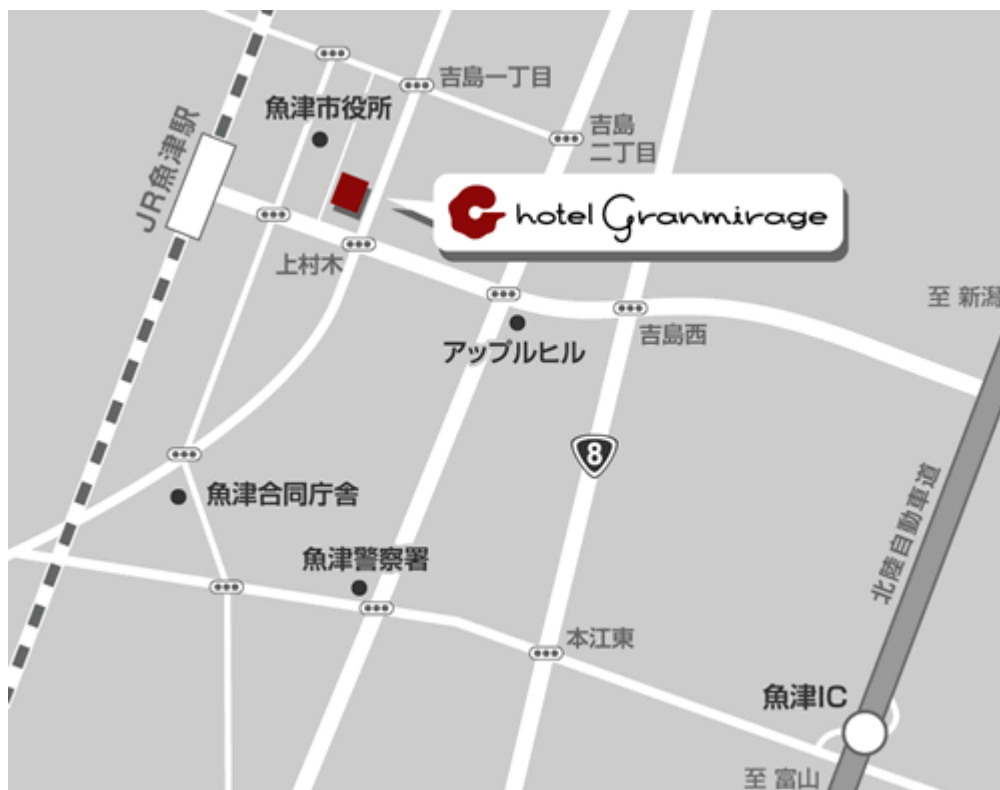 吉島一丁目
魚津市役所
吉島
二丁目
JR魚津駅
hotel Granmirage
上村木
至 新潟
吉島西
アップルヒル
8
魚津合同庁舎
北陸自動車道
魚津警察署
本江東
魚津IC
至 富山